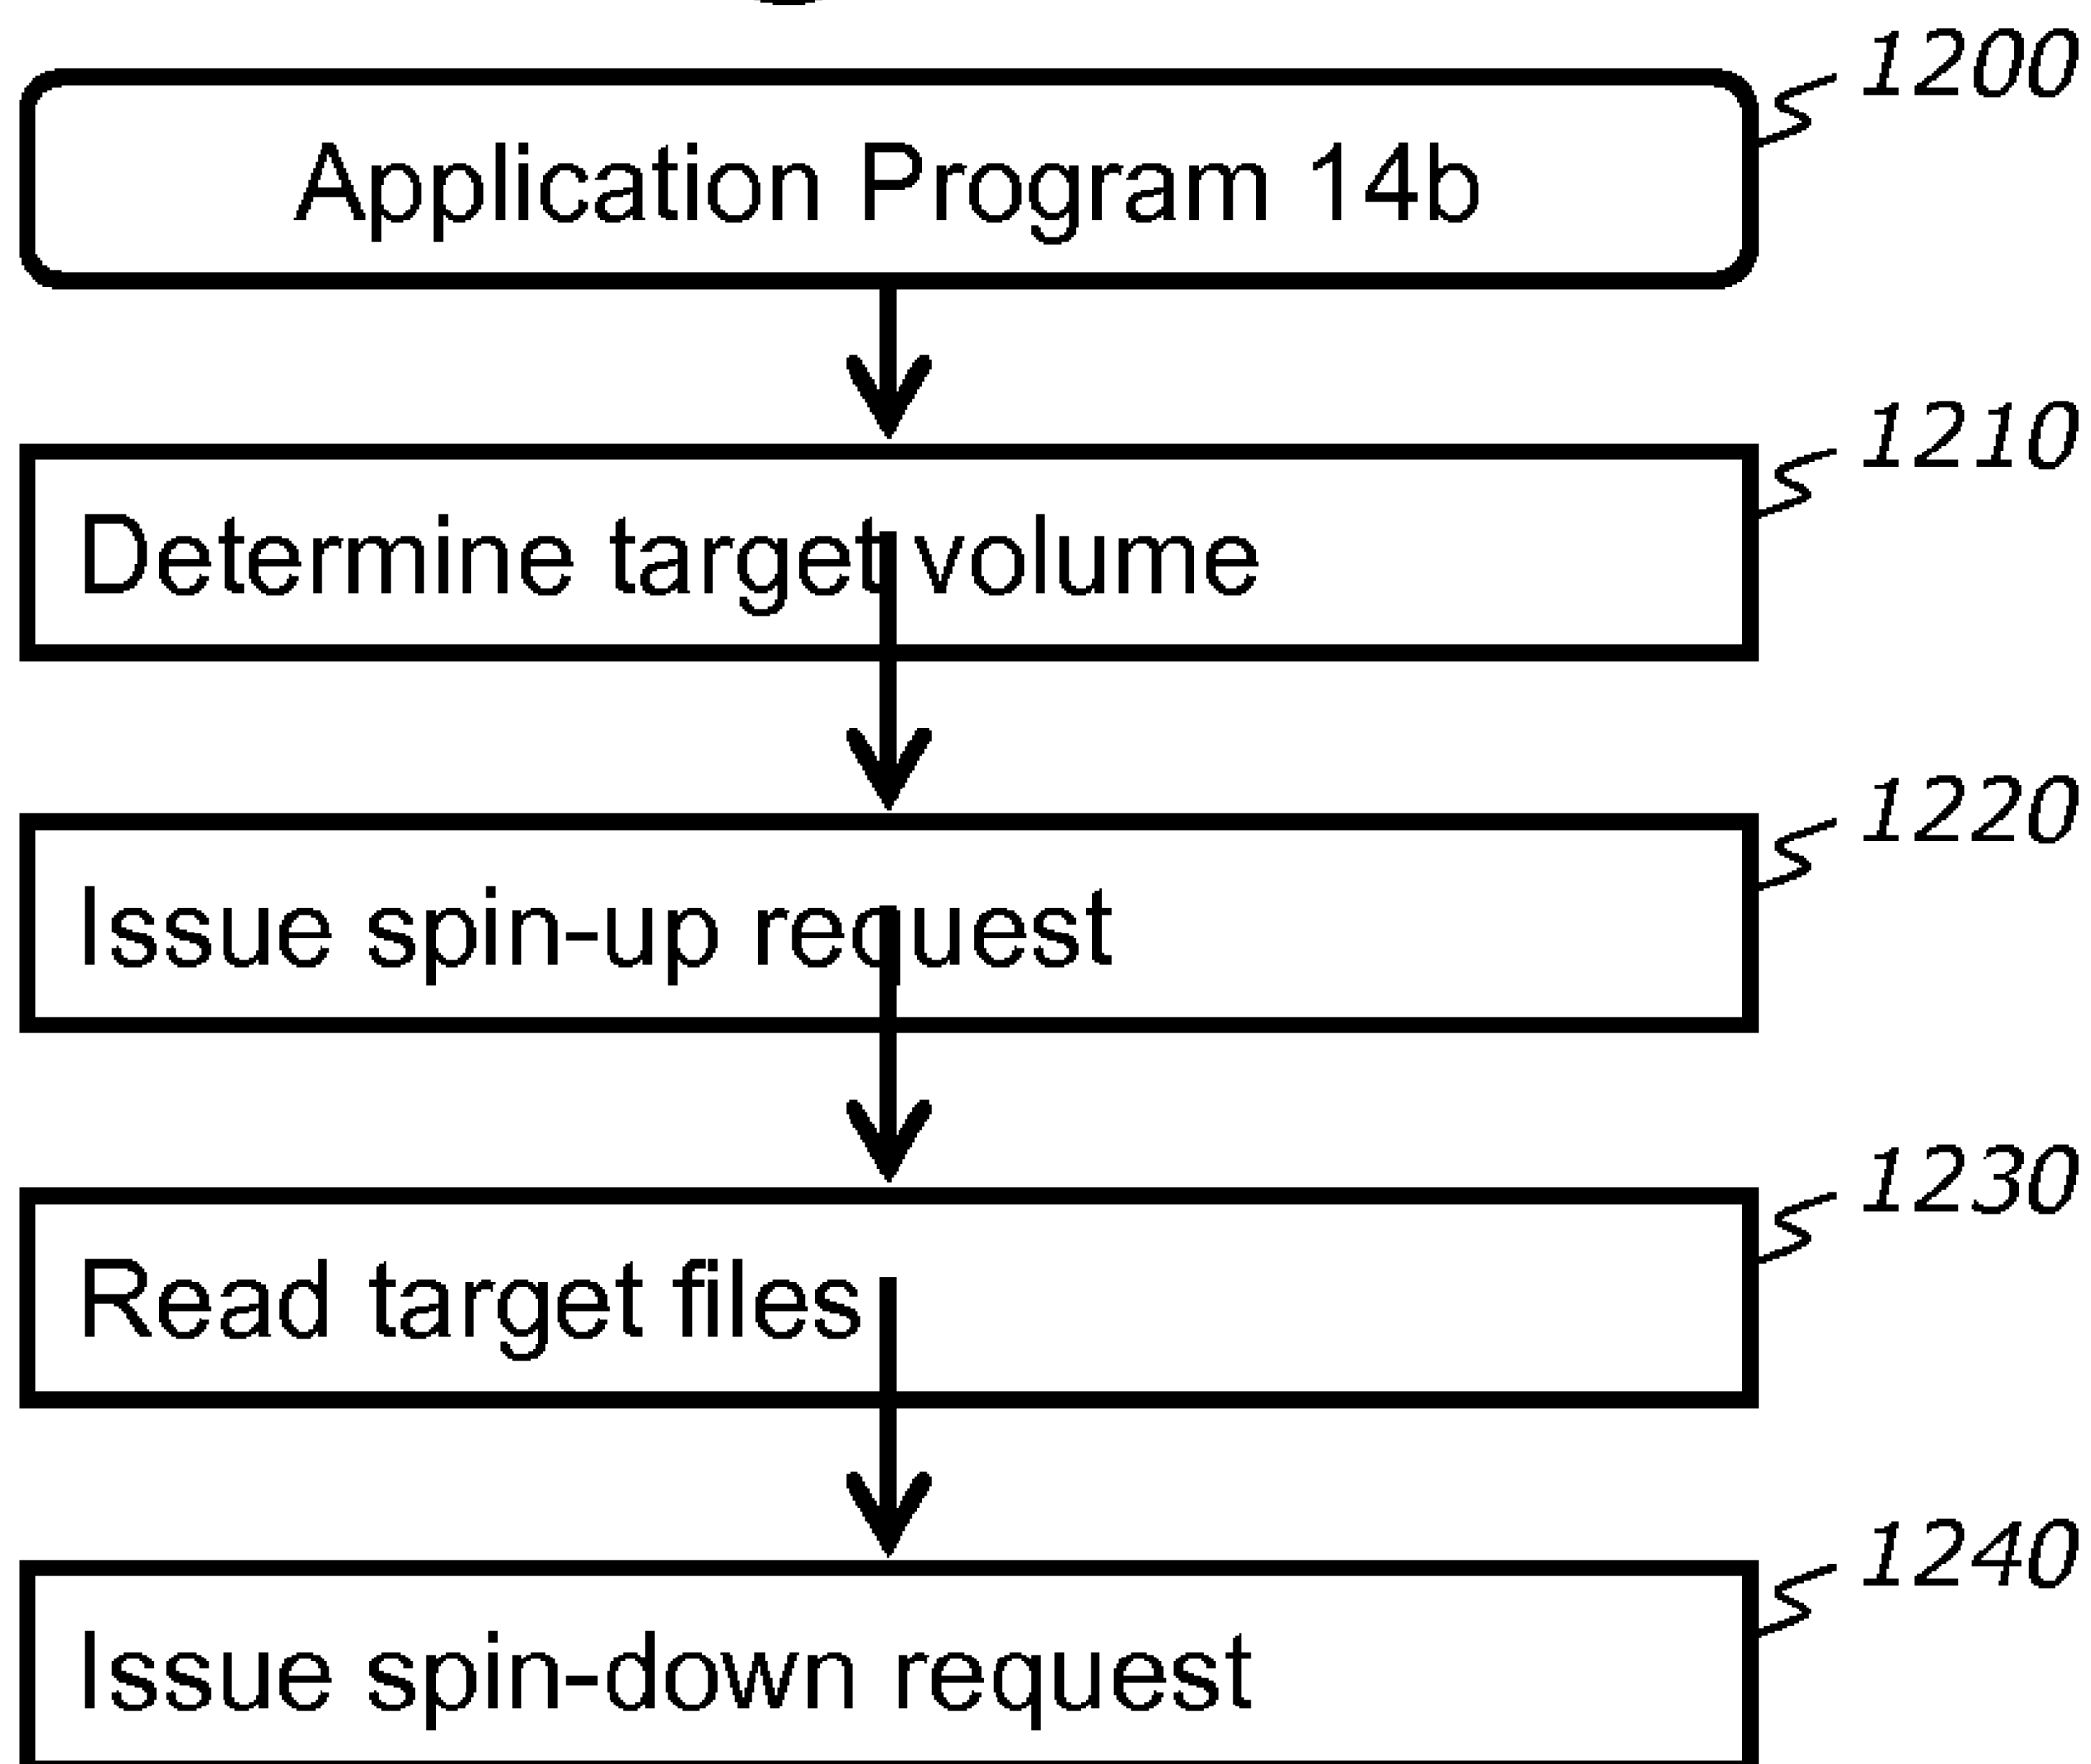 1200
Application Program 14b
1210
Determine target volume
1220
Issue spin-up request
1230
Read target files
1240
Issue spin-down request